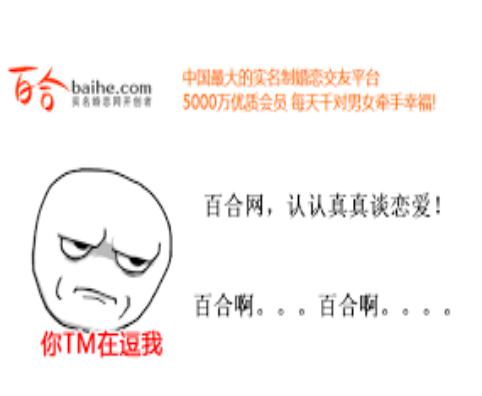 百合
baihe.com
实名婚恋网开创者
中国最大的实名制婚恋交友平台
5000万优质会员 每天千对男女牵手幸福!
百合网，认认真真谈恋爱！
百合啊。。。百合啊。。。。
你TM在逗我